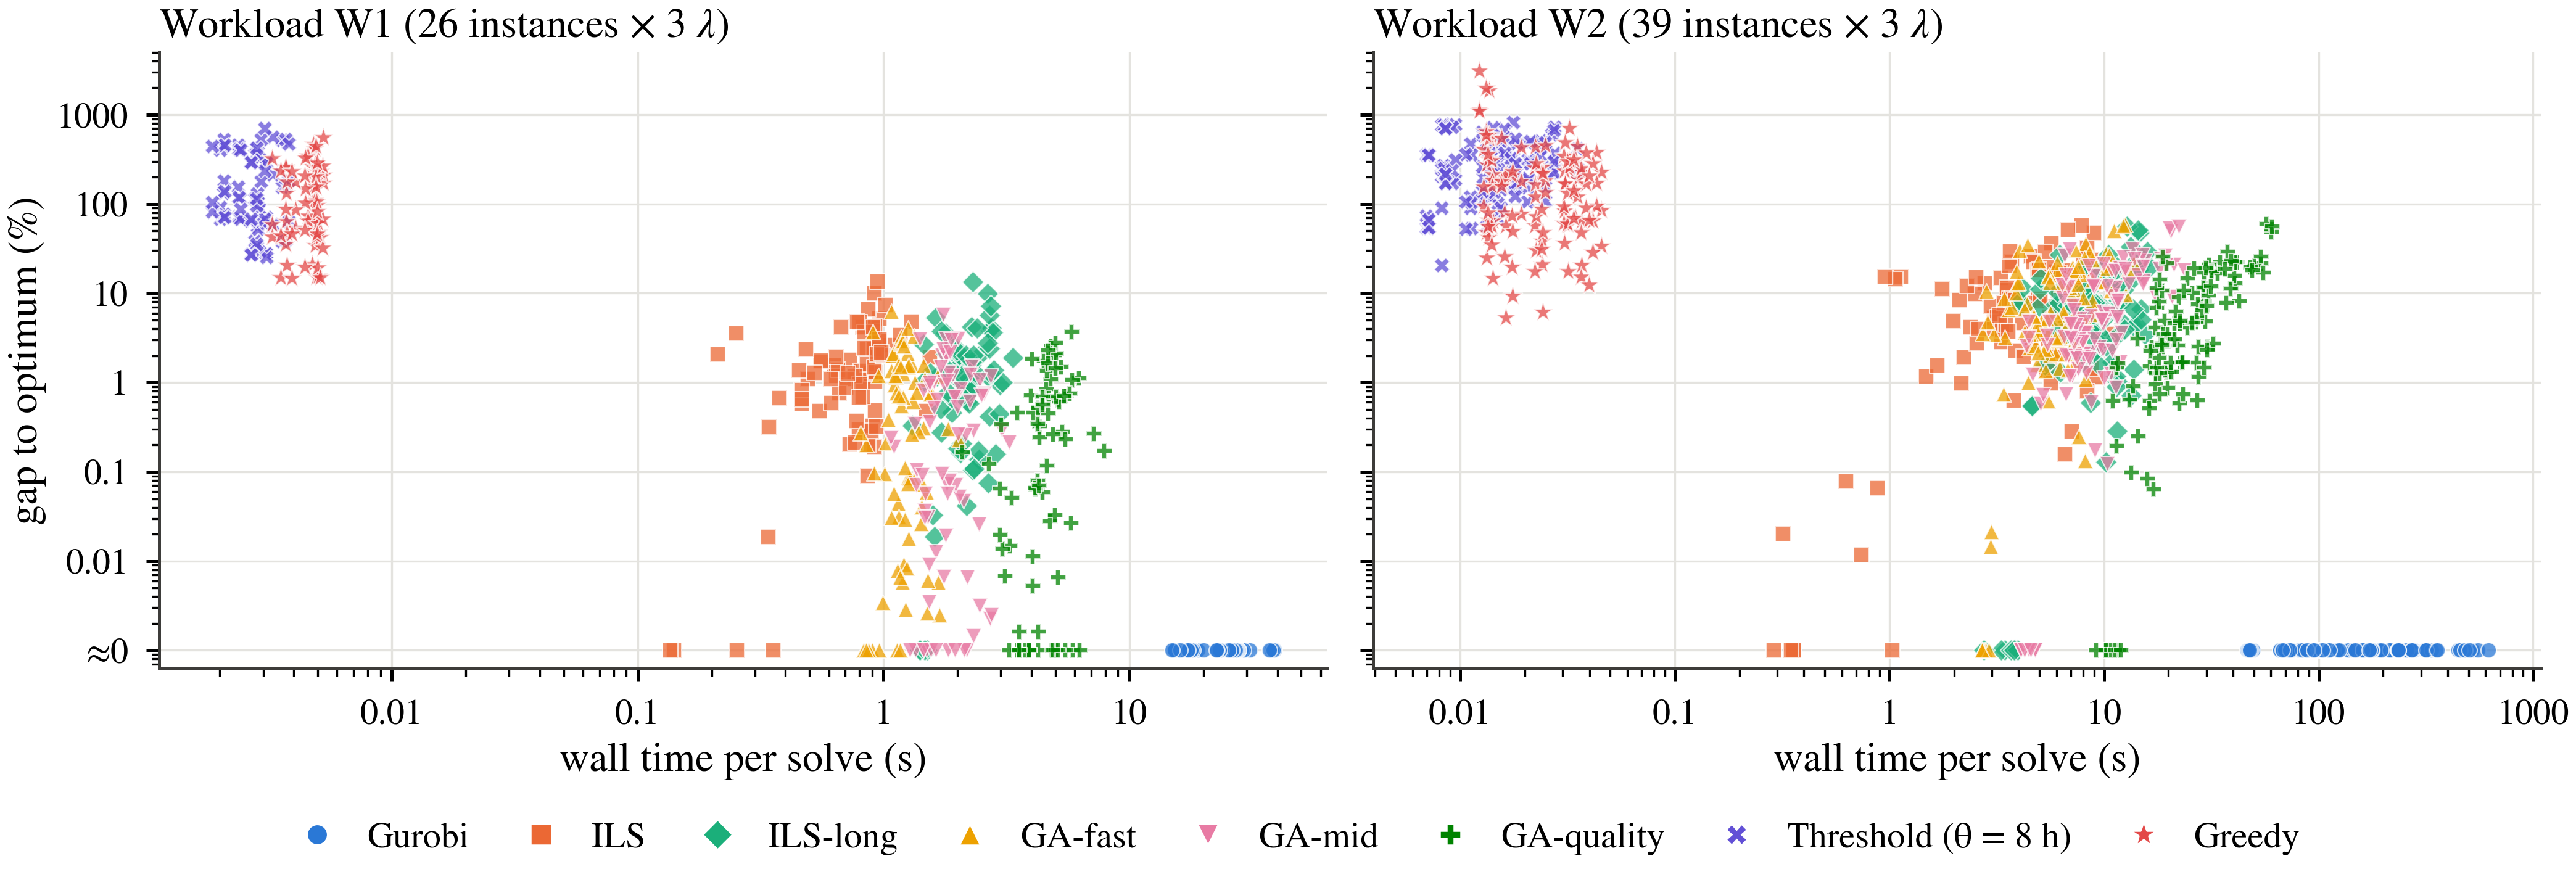 Workload W1 (26 instances × 3 λ)
Workload W2 (39 instances × 3 λ)
gap to optimum (%)
1000
100
10
1
0.1
0.01
≈0
0.01
0.1
1
10
0.01
0.1
1
10
100
1000
wall time per solve (s)
wall time per solve (s)
Gurobi
ILS
ILS-long
GA-fast
GA-mid
GA-quality
Threshold (θ = 8 h)
Greedy